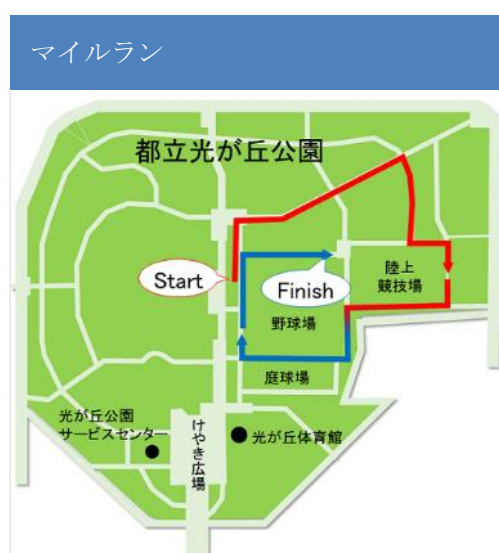 マイルラン
都立光が丘公園
Start
Finish
陸上
競技場
野球場
庭球場
光が丘公園
サービスセンター
けやき広場
光が丘体育館